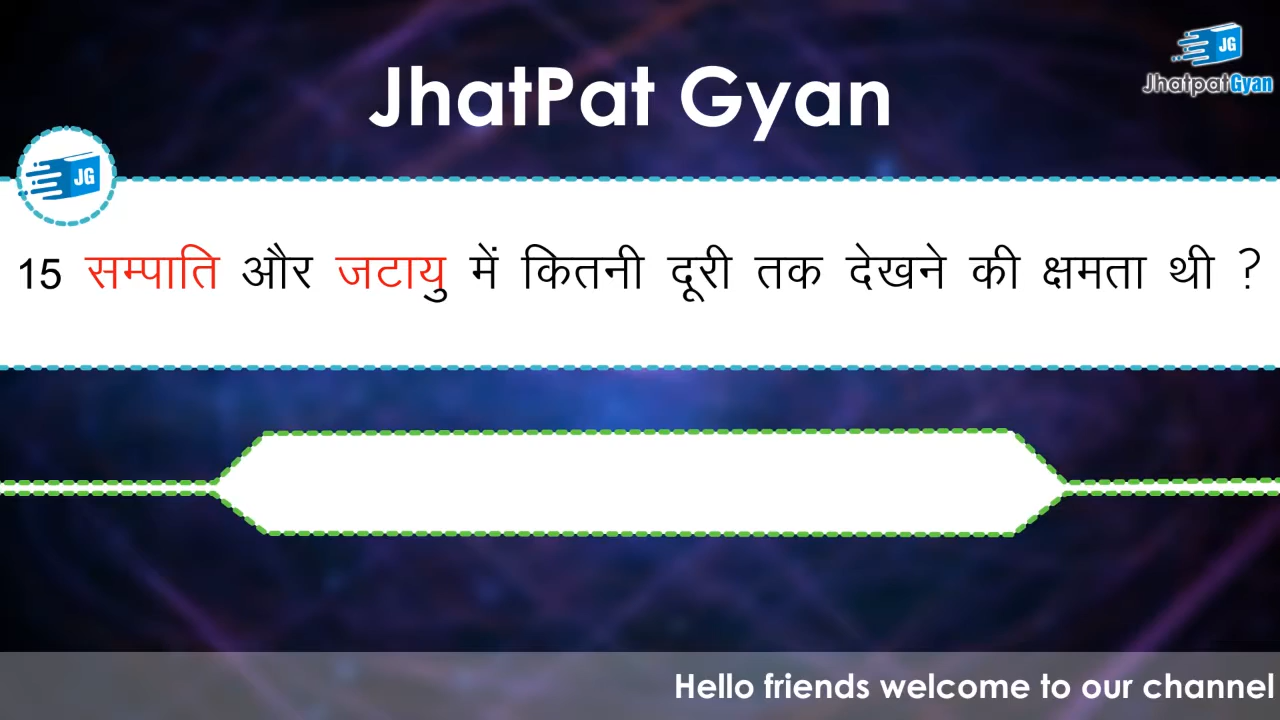 JG
JhatpatGyan
JhatPat Gyan
JG
15 सम्पाति और जटायु में कितनी दूरी तक देखने की क्षमता थी ?
Hello friends welcome to our channel